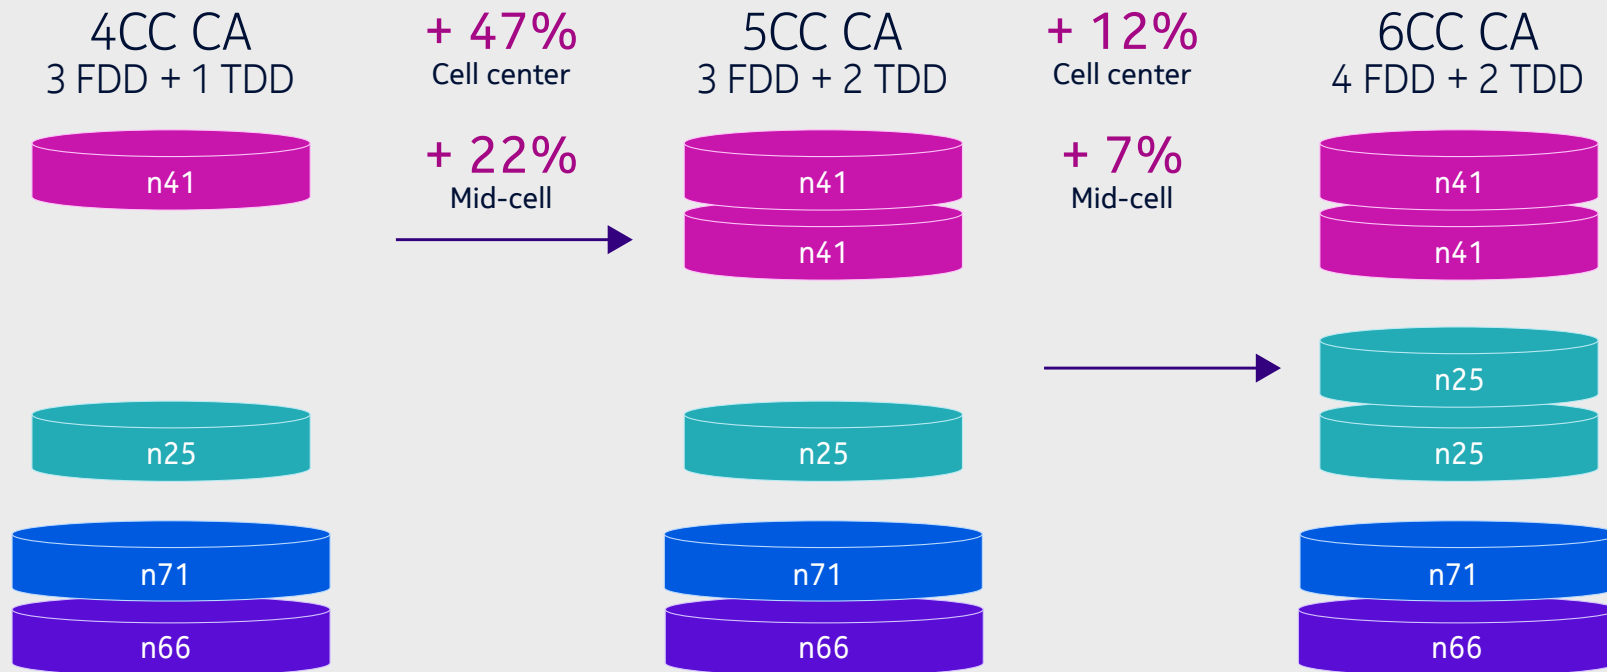 4CC CA
3 FDD + 1 TDD
n41
n25
n71
n66
+ 47%
Cell center
+ 22%
Mid-cell
5CC CA
3 FDD + 2 TDD
n41
n41
n25
n71
n66
+ 12%
Cell center
+ 7%
Mid-cell
6CC CA
4 FDD + 2 TDD
n41
n41
n25
n25
n71
n66